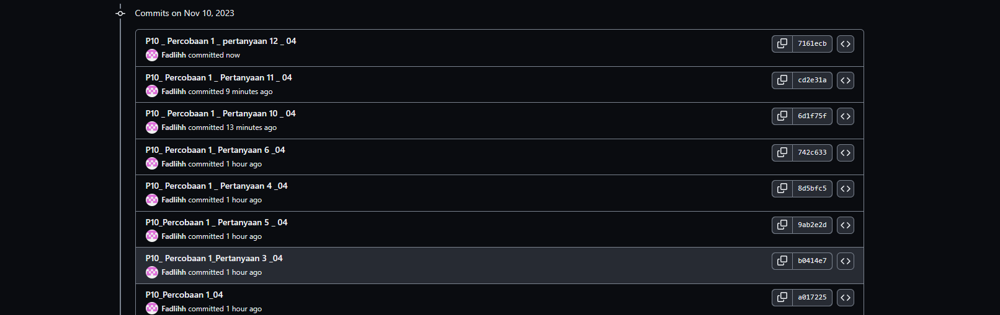 Commits on Nov 10, 2023
P10 _ Percobaan 1 _ pertanyaan 12 _ 04
7161ecb
Fadlihh committed now
P10_ Percobaan 1 _ Pertanyaan 11 _ 04
cd2e31a
Fadlihh committed 9 minutes ago
P10 _ Percobaan 1 _ Pertanyaan 10 _ 04
6d1f75f
Fadlihh committed 13 minutes ago
P10_ Percobaan 1_ Pertanyaan 6 _04
742c633
Fadlihh committed 1 hour ago
P10_ Percobaan 1 _ Pertanyaan 4 _04
8d5bfc5
Fadlihh committed 1 hour ago
P10_Percobaan 1 _ Pertanyaan 5 _ 04
9ab2e2d
Fadlihh committed 1 hour ago
P10_ Percobaan 1_Pertanyaan 3 _04
b0414e7
Fadlihh committed 1 hour ago
P10_Percobaan 1_04
a017225
Fadlihh committed 1 hour ago